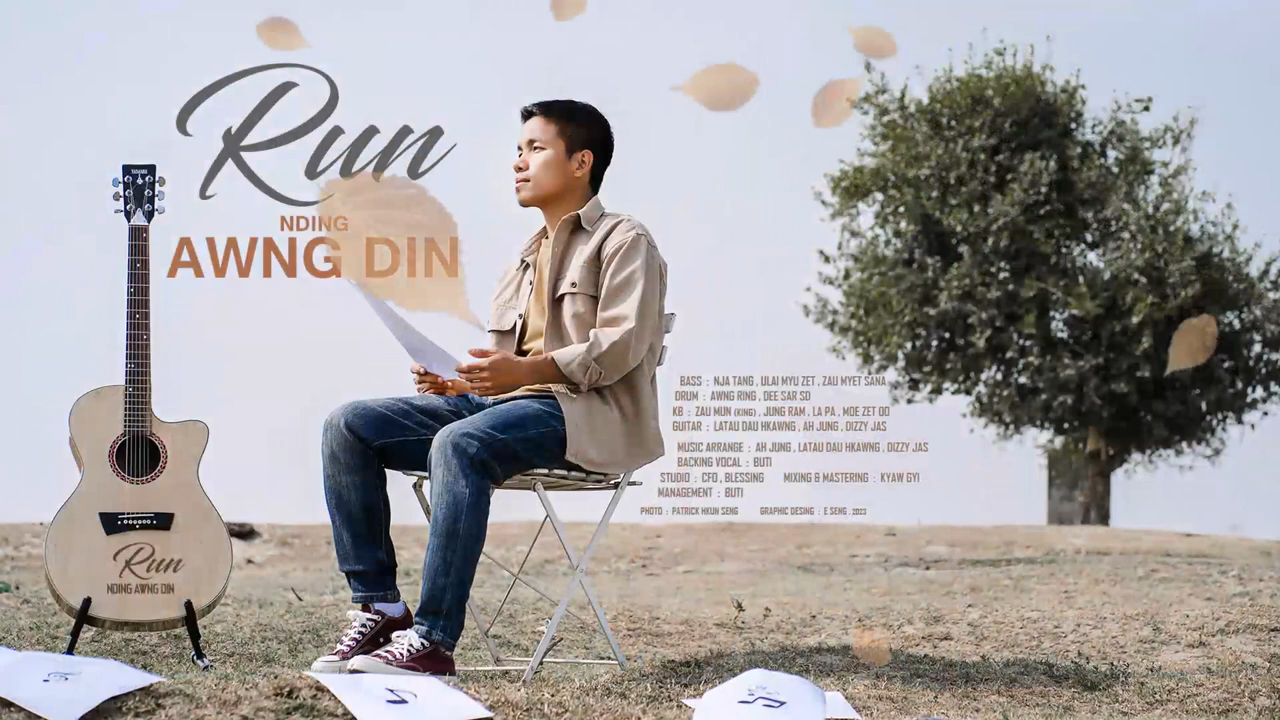 Run
NDING
AWNG DIN
BASS : NJA TANG , ULAI MYU ZET , ZAU MYET SANA
DRUM : AWNG RING , DEE SAR SO
KB : ZAU MUN (KING) , JUNG RAM , LA PA , MOE ZET OO
GUITAR : LATAU DAU HKAWNG , AH JUNG , DIZZY JAS
MUSIC ARRANGE : AH JUNG , LATAU DAU HKAWNG , DIZZY JAS
BACKING VOCAL : BUTI
STUDIO : CFO , BLESSING MIXING & MASTERING : KYAW GYI
MANAGEMENT : BUTI
PHOTO : PATRICK HKUN SENG GRAPHIC DESING : E SENG , 2023
Run
NDING AWNG DIN